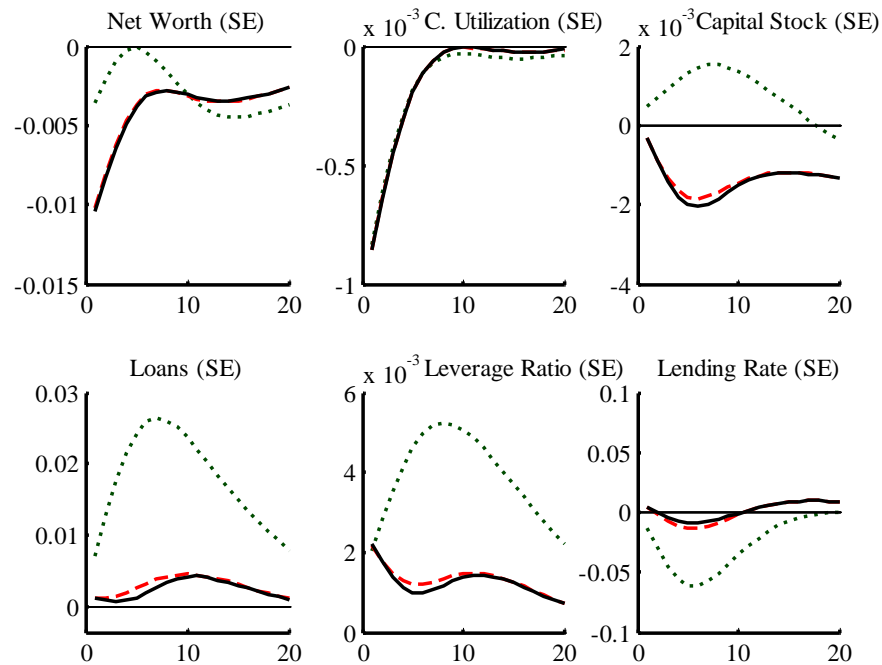 Net Worth (SE)
0
-0.005
-0.01
-0.015
0 10 20
x 10^-3 C. Utilization (SE)
0
-0.5
-1
0 10 20
x 10^-3 Capital Stock (SE)
2
0
-2
-4
0 10 20
Loans (SE)
0.03
0.02
0.01
0
0 10 20
x 10^-3 Leverage Ratio (SE)
6
4
2
0
0 10 20
Lending Rate (SE)
0.1
0.05
0
-0.05
-0.1
0 10 20